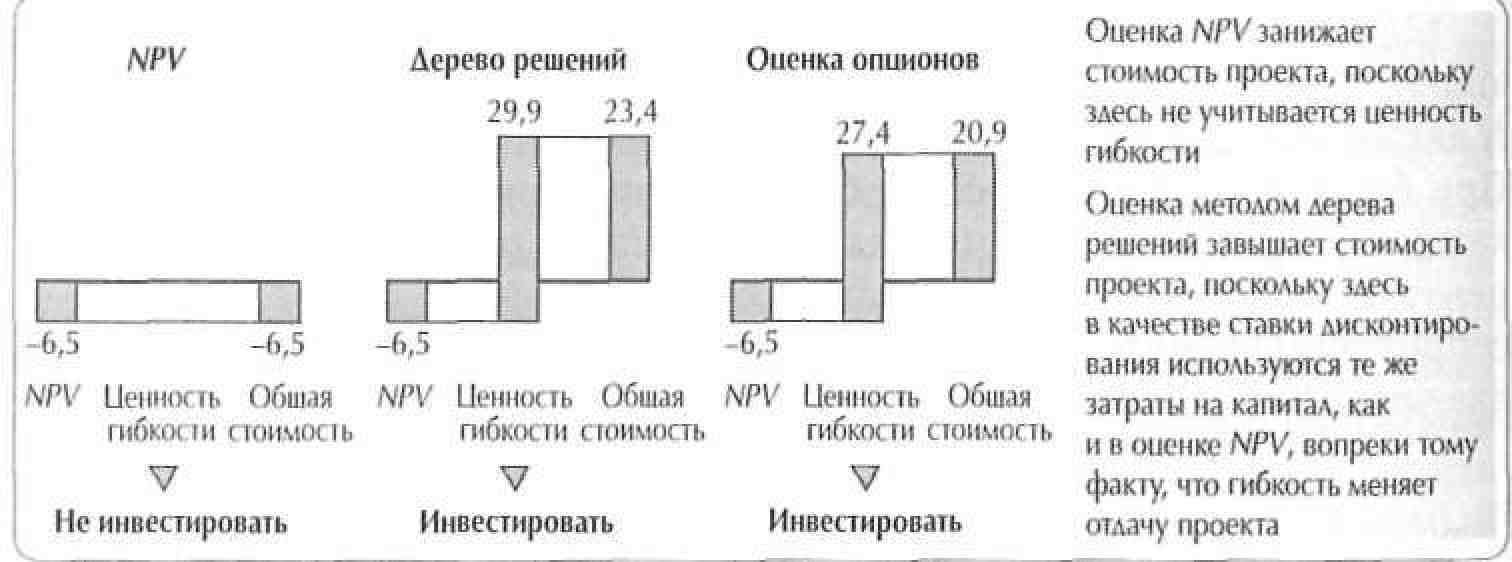 NPV
-6,5
-6,5
NPV Ценность Общая
гибкости стоимость
Не инвестировать
Дерево решений
29,9
23,4
-6,5
NPV Ценность Общая
гибкости стоимость
Инвестировать
Оценка опционов
27,4
20,9
-6,5
NPV Ценность Общая
гибкости стоимость
Инвестировать
Оценка NPV занижает
стоимость проекта, поскольку
здесь не учитывается ценность
гибкости
Оценка методом дерева
решений завышает стоимость
проекта, поскольку здесь
в качестве ставки дисконтиро-
вания используются те же
затраты на капитал, как
и в оценке NPV, вопреки тому
факту, что гибкость меняет
отдачу проекта